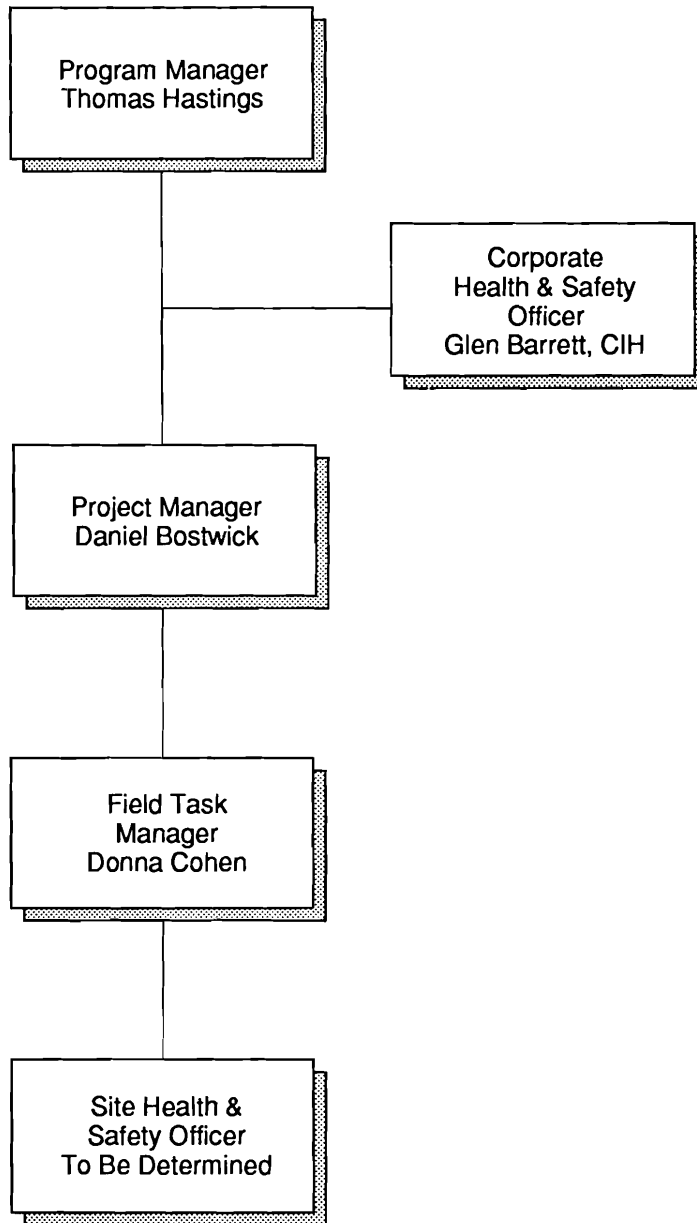 Program Manager
Thomas Hastings
Corporate
Health & Safety
Officer
Glen Barrett, CIH
Project Manager
Daniel Bostwick
Field Task
Manager
Donna Cohen
Site Health &
Safety Officer
To Be Determined